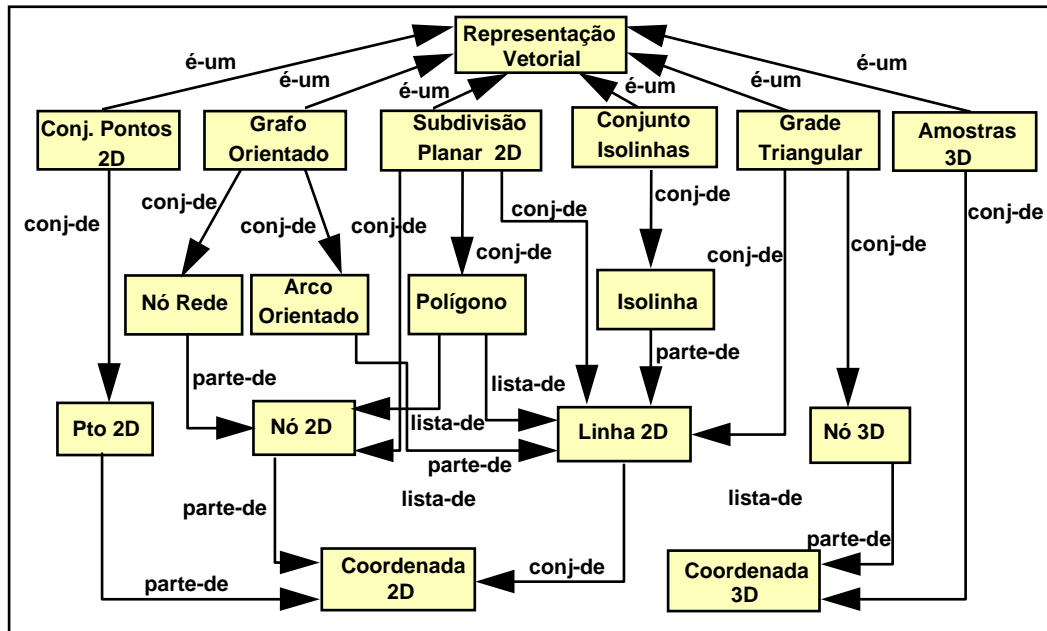 Representação
Vetorial
é-um
é-um
é-um
é-um
é-um
é-um
Conj. Pontos
2D
Grafo
Orientado
Subdivisão
Planar 2D
Conjunto
Isolinhas
Grade
Triangular
Amostras
3D
conj-de
conj-de
conj-de
conj-de
conj-de
conj-de
conj-de
conj-de
conj-de
conj-de
Nó Rede
Arco
Orientado
Polígono
Isolinha
parte-de
lista-de
parte-de
Pto 2D
Nó 2D
lista-de
Linha 2D
Nó 3D
parte-de
parte-de
lista-de
lista-de
parte-de
parte-de
Coordenada
2D
conj-de
Coordenada
3D